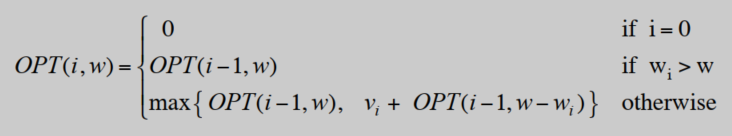 0 if i=0
OPT(i,w)= OPT(i−1,w) if wᵢ>w
max{ OPT(i−1,w), vᵢ + OPT(i−1,w−wᵢ)} otherwise